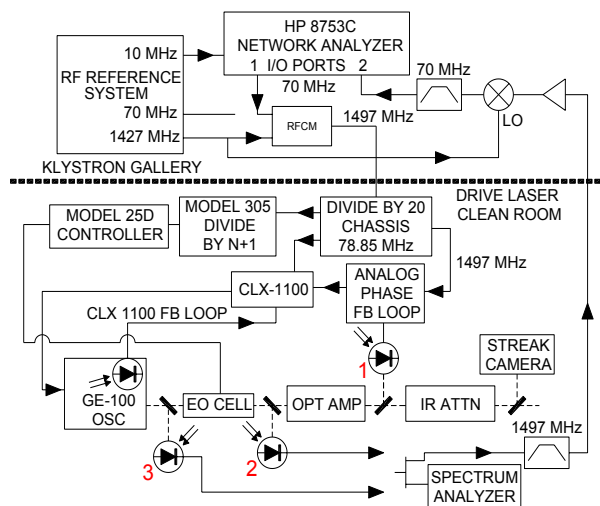 HP 8753C
NETWORK ANALYZER
1 I/O PORTS 2
10 MHz
RF REFERENCE
SYSTEM
70 MHz
1427 MHz
70 MHz
RFCM
1497 MHz
70 MHz
LO
KLYSTRON GALLERY
DRIVE LASER
CLEAN ROOM
MODEL 25D
CONTROLLER
MODEL 305
DIVIDE
BY N+1
DIVIDE BY 20
CHASSIS
78.85 MHz
1497 MHz
CLX-1100
ANALOG
PHASE
FB LOOP
CLX 1100 FB LOOP
STREAK
CAMERA
1
GE-100
OSC
EO CELL
OPT AMP
IR ATTN
1497 MHz
3
2
SPECTRUM
ANALYZER